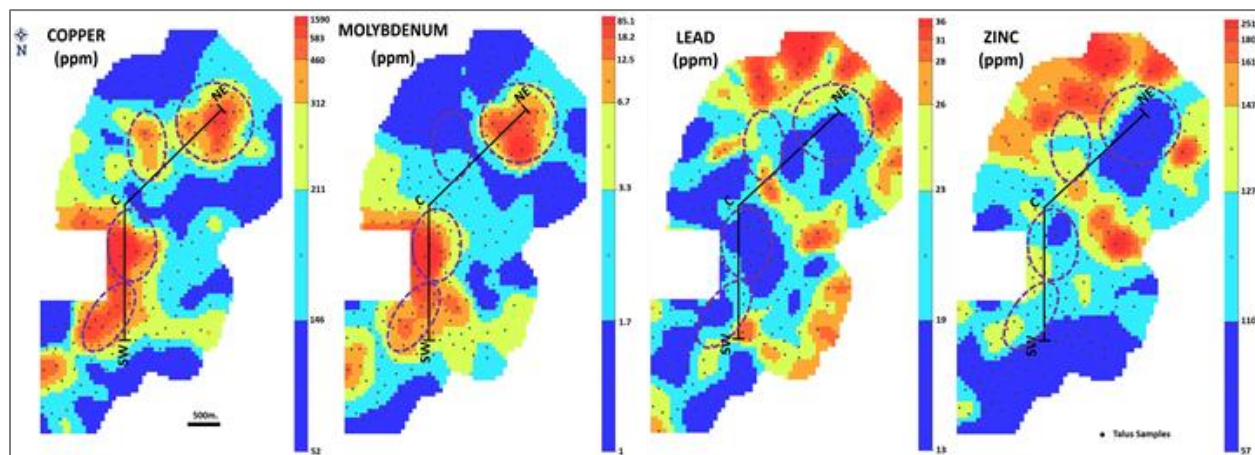 N
COPPER
(ppm)
NE
C
SW
500m.
1590
583
460
312
211
146
52
MOLYBDENUM
(ppm)
NE
C
SW
85.1
18.2
12.5
6.7
3.3
1.7
1
LEAD
(ppm)
NE
C
SW
36
31
28
26
23
19
13
ZINC
(ppm)
NE
C
SW
Talus Samples
251
180
161
143
127
110
57